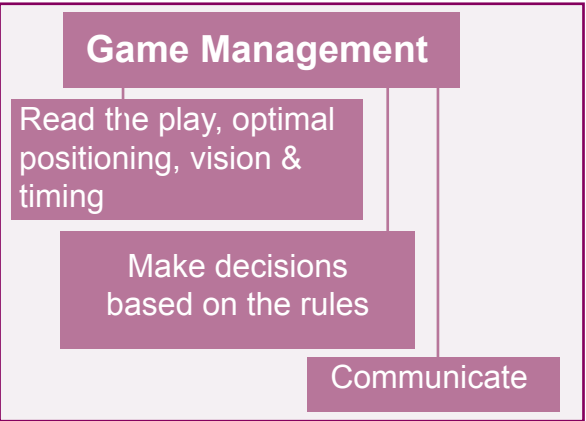 Game Management
Read the play, optimal
positioning, vision &
timing
Make decisions
based on the rules
Communicate